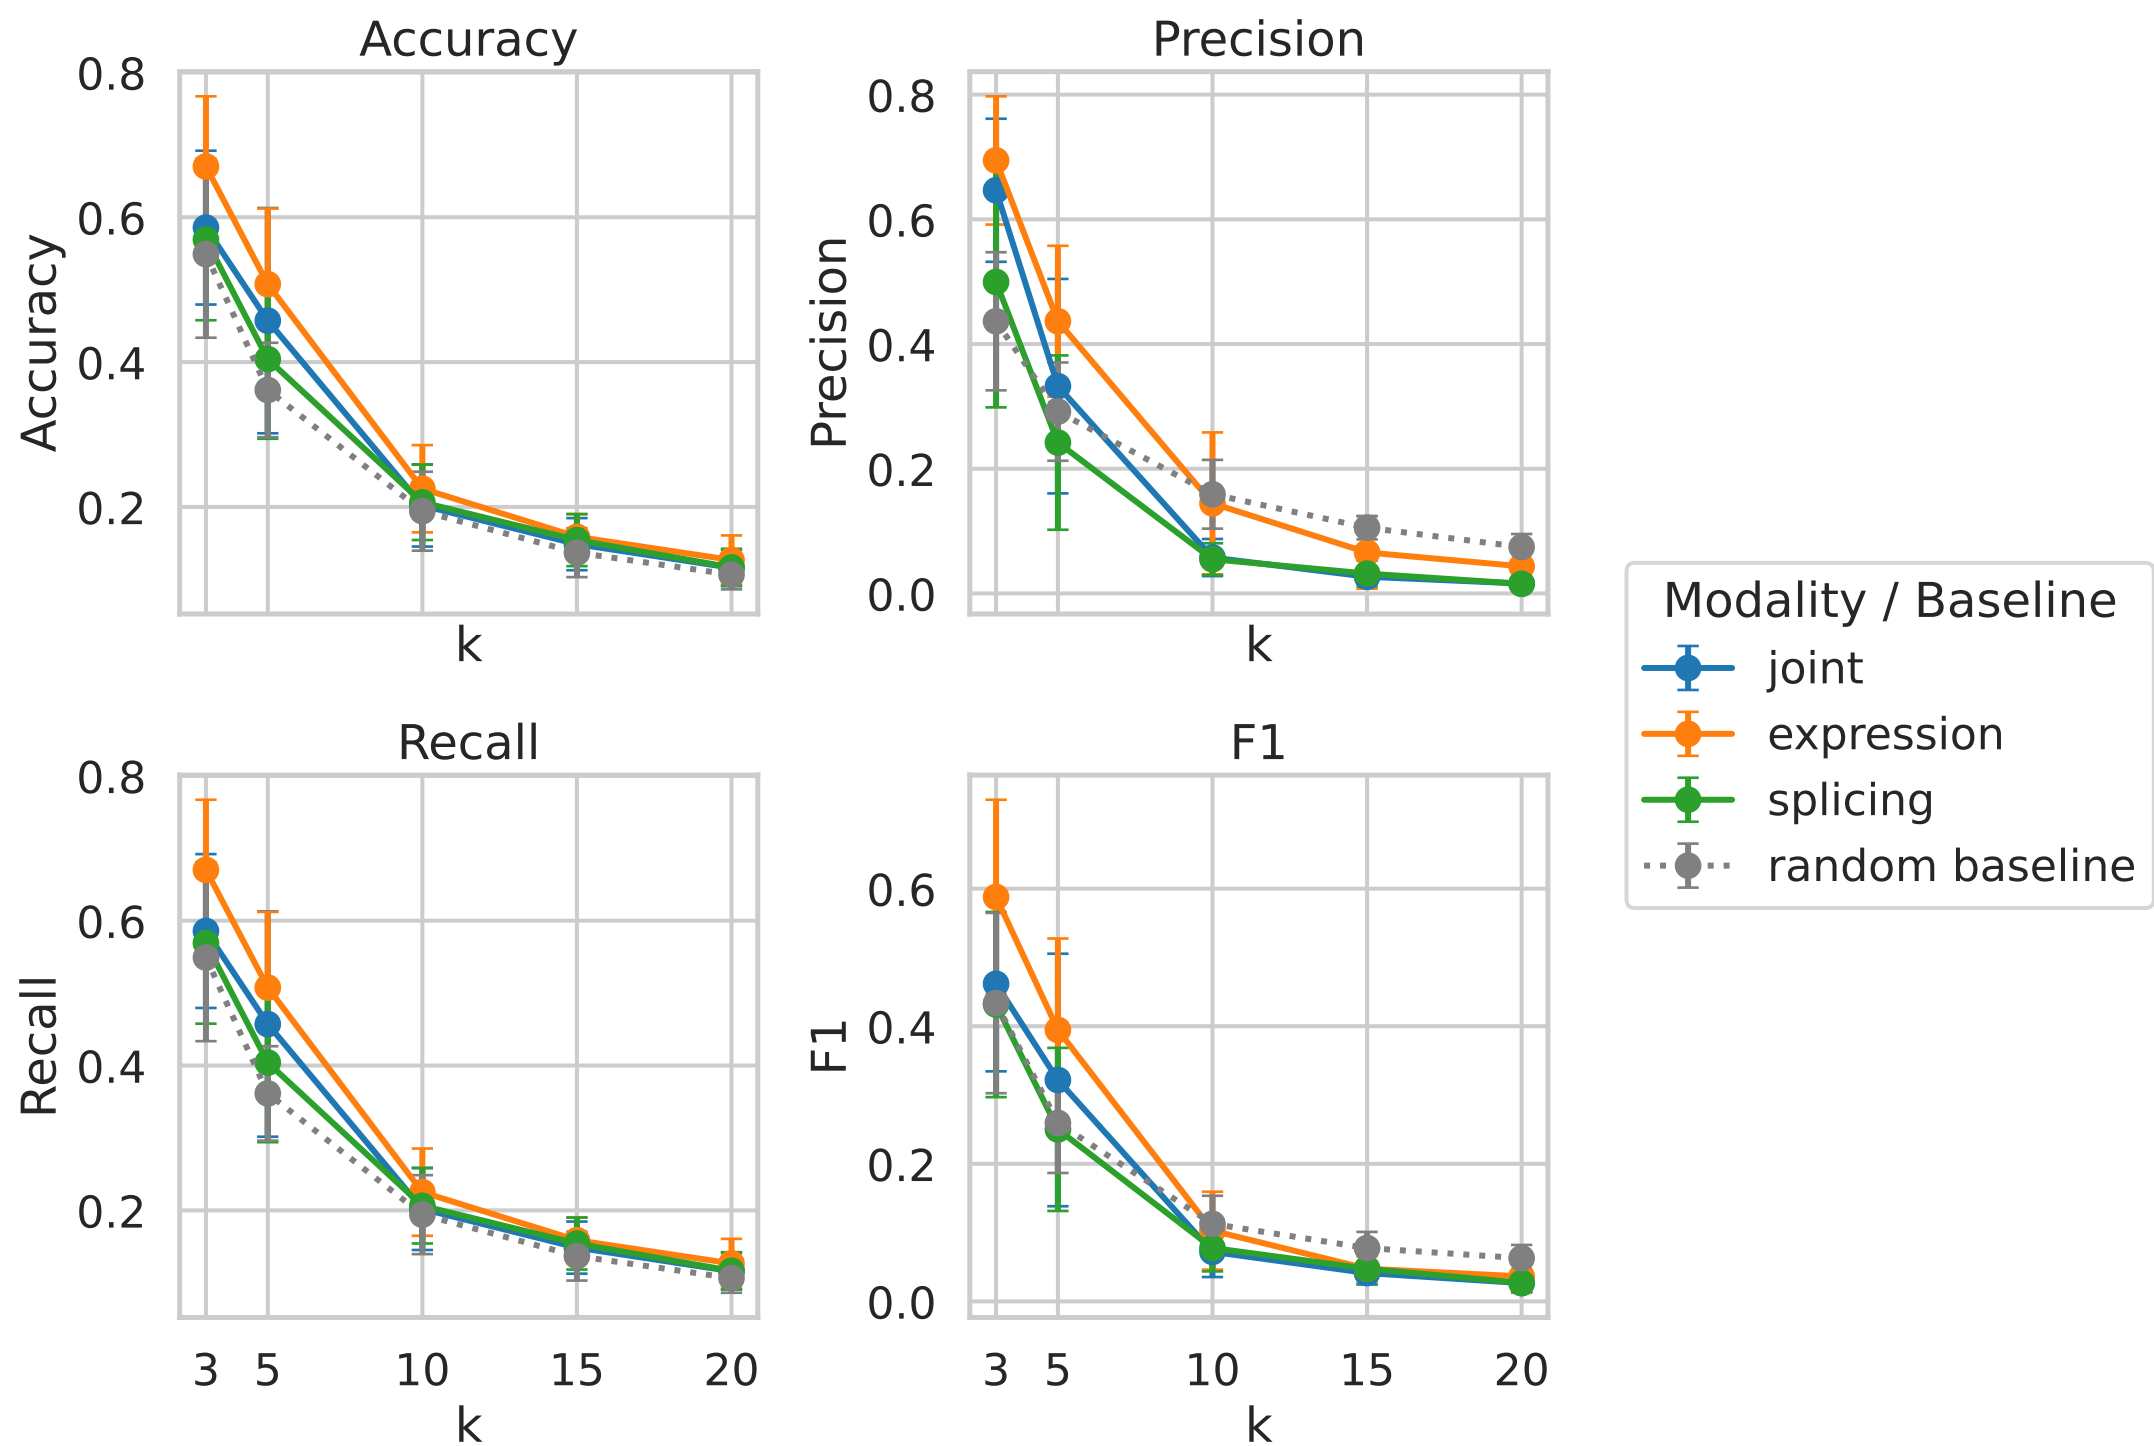 Accuracy
0.8
0.6
0.4
0.2
Accuracy
k
Precision
0.8
0.6
0.4
0.2
0.0
Precision
k
Recall
0.8
0.6
0.4
0.2
Recall
3 5 10 15 20
k
F1
0.6
0.4
0.2
0.0
F1
3 5 10 15 20
k
Modality / Baseline
joint
expression
splicing
random baseline